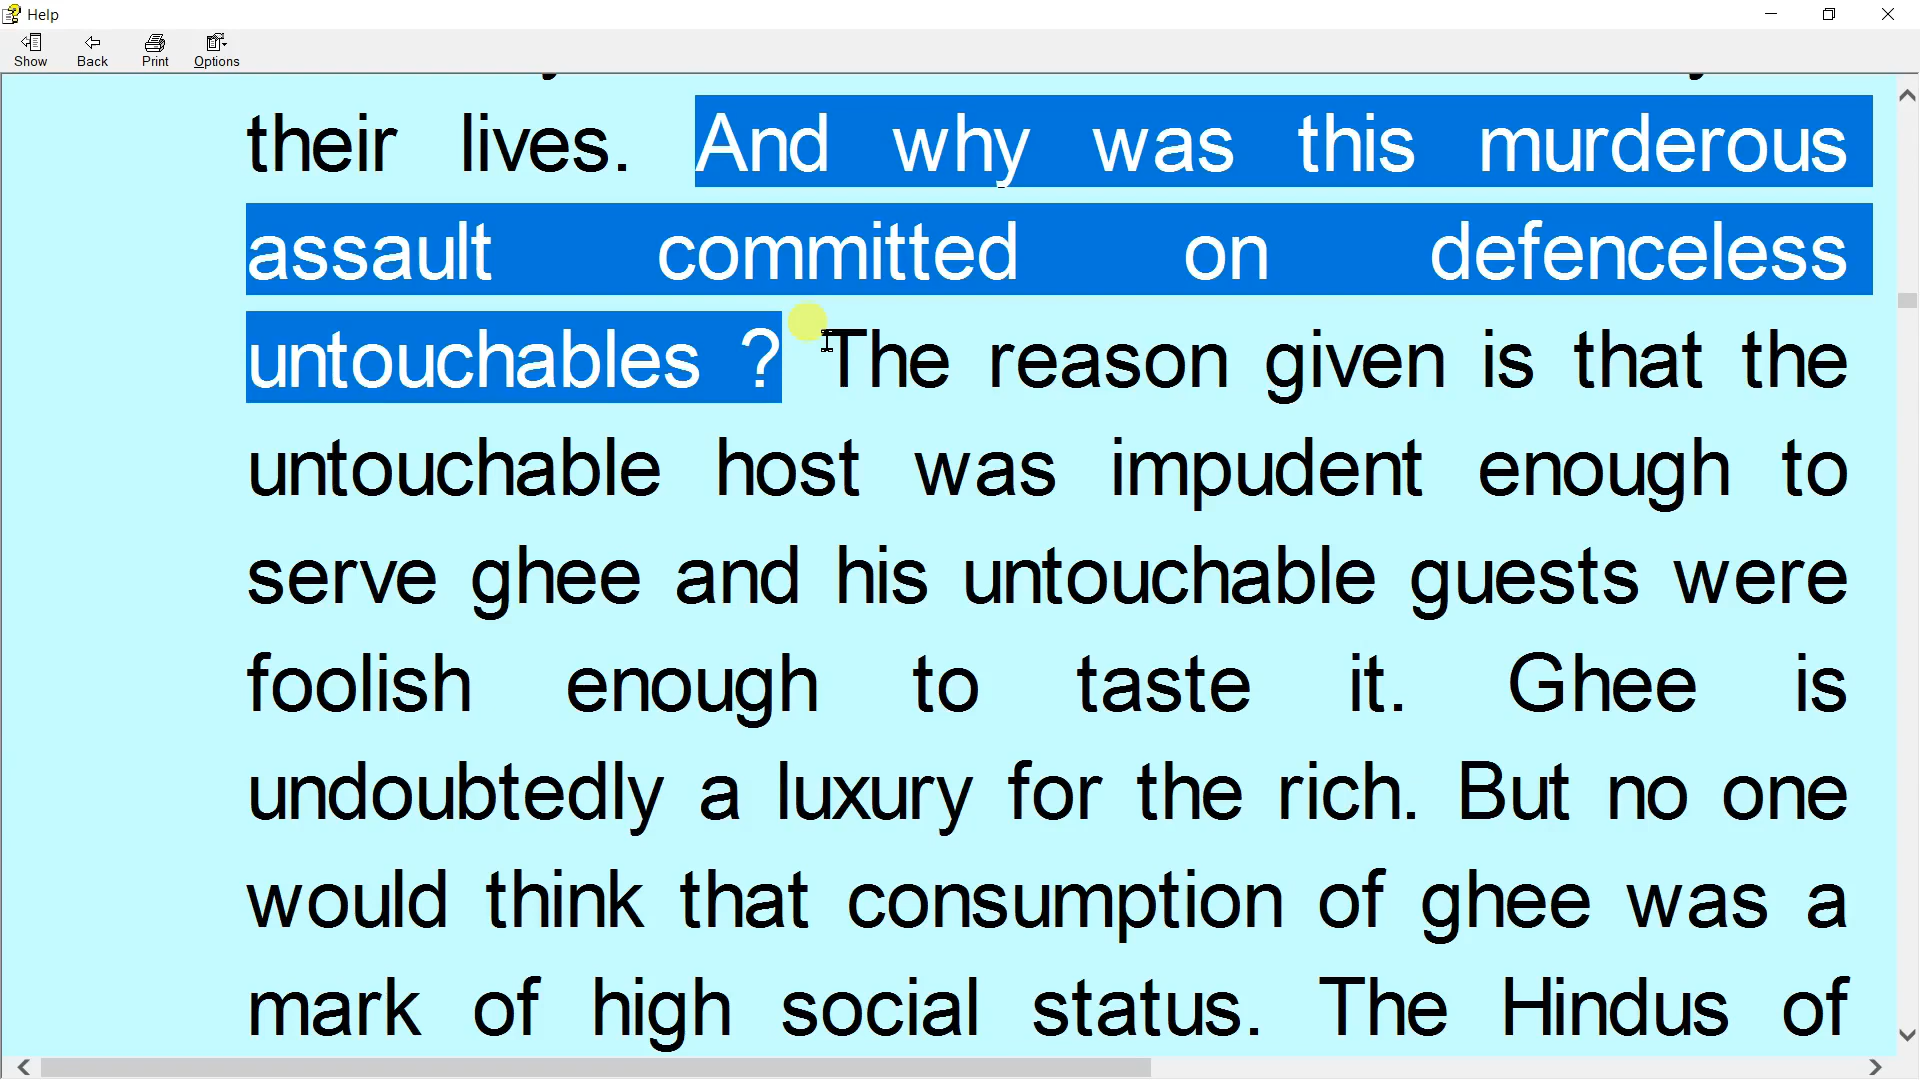 Help
Show Back Print Options
their lives. And why was this murderous
assault committed on defenceless
untouchables ? The reason given is that the
untouchable host was impudent enough to
serve ghee and his untouchable guests were
foolish enough to taste it. Ghee is
undoubtedly a luxury for the rich. But no one
would think that consumption of ghee was a
mark of high social status. The Hindus of